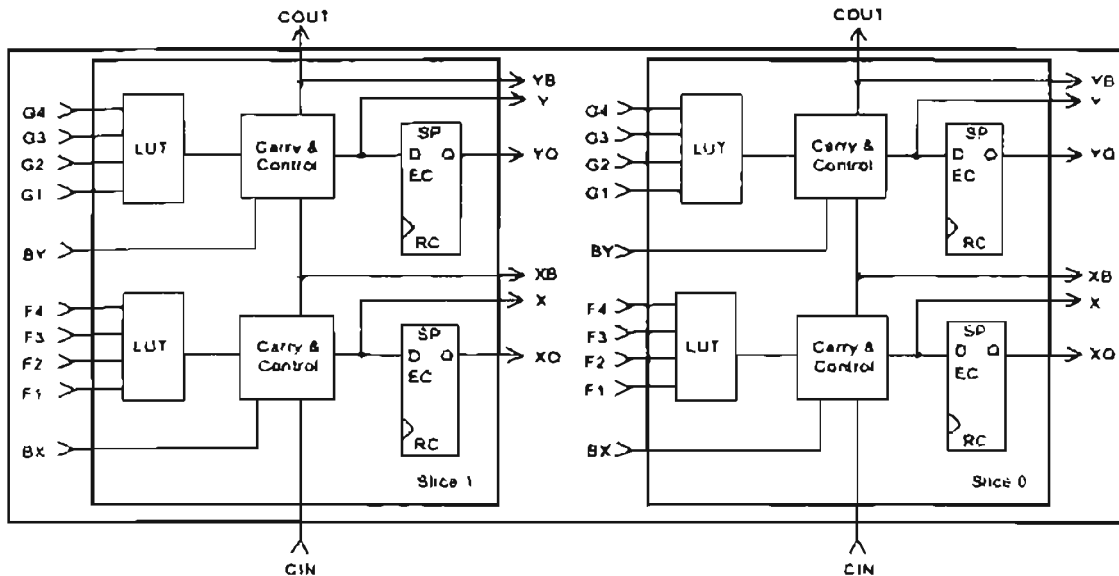 COUT
COUT
YB
Y
G4
G3
G2
G1
LUT
Carry &
Control
SP
D Q
EC
RC
YQ
BY
XB
X
F4
F3
F2
F1
LUT
Carry &
Control
SP
D Q
EC
RC
XQ
BX
Slice 1
CIN
YB
Y
G4
G3
G2
G1
LUT
Carry &
Control
SP
D Q
EC
RC
YQ
BY
XB
X
F4
F3
F2
F1
LUT
Carry &
Control
SP
D Q
EC
RC
XQ
BX
Slice 0
CIN